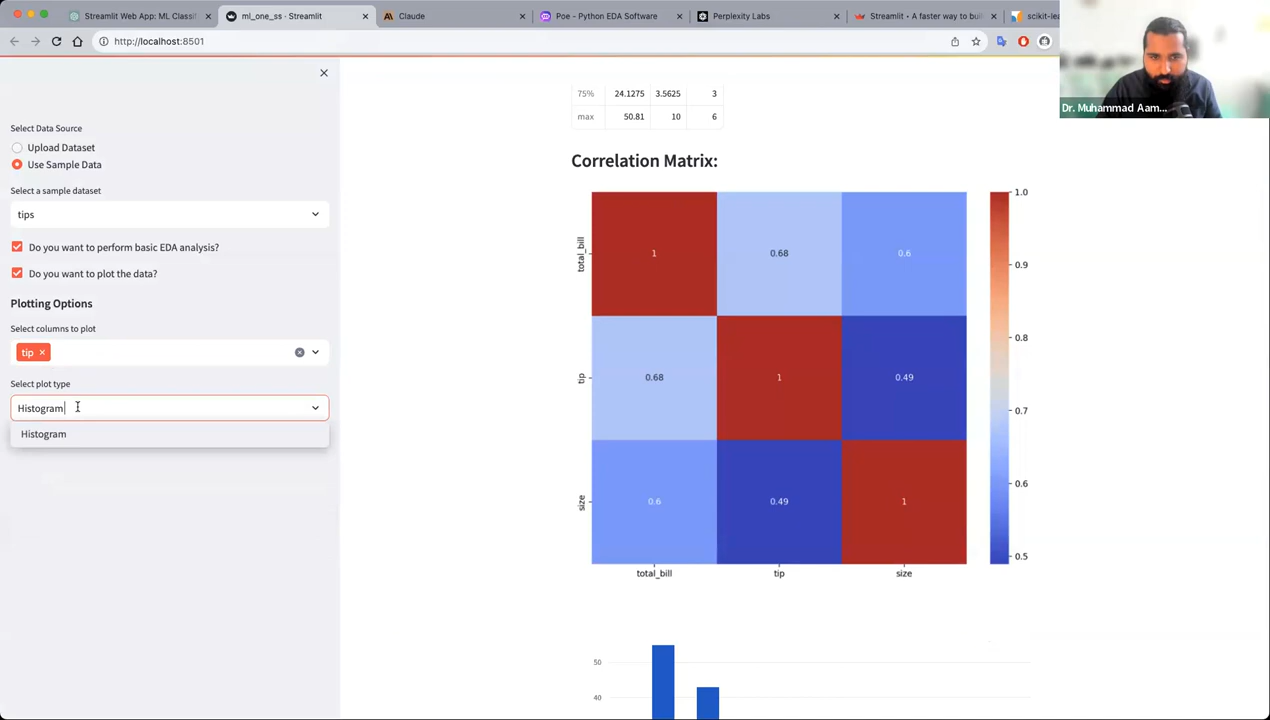 Streamlit Web App: ML Classif
ml_one_ss · Streamlit
Claude
Poe - Python EDA Software
Perplexity Labs
Streamlit • A faster way to buil
scikit-lea
http://localhost:8501
Dr. Muhammad Aam...
Select Data Source
Upload Dataset
Use Sample Data
Select a sample dataset
tips
Do you want to perform basic EDA analysis?
Do you want to plot the data?
Plotting Options
Select columns to plot
tip
Select plot type
Histogram
Histogram
75% 24.1275 3.5625 3
max 50.81 10 6
Correlation Matrix:
total_bill 1 0.68 0.6
tip 0.68 1 0.49
size 0.6 0.49 1
total_bill tip size
1.0
0.9
0.8
0.7
0.6
0.5
50
40